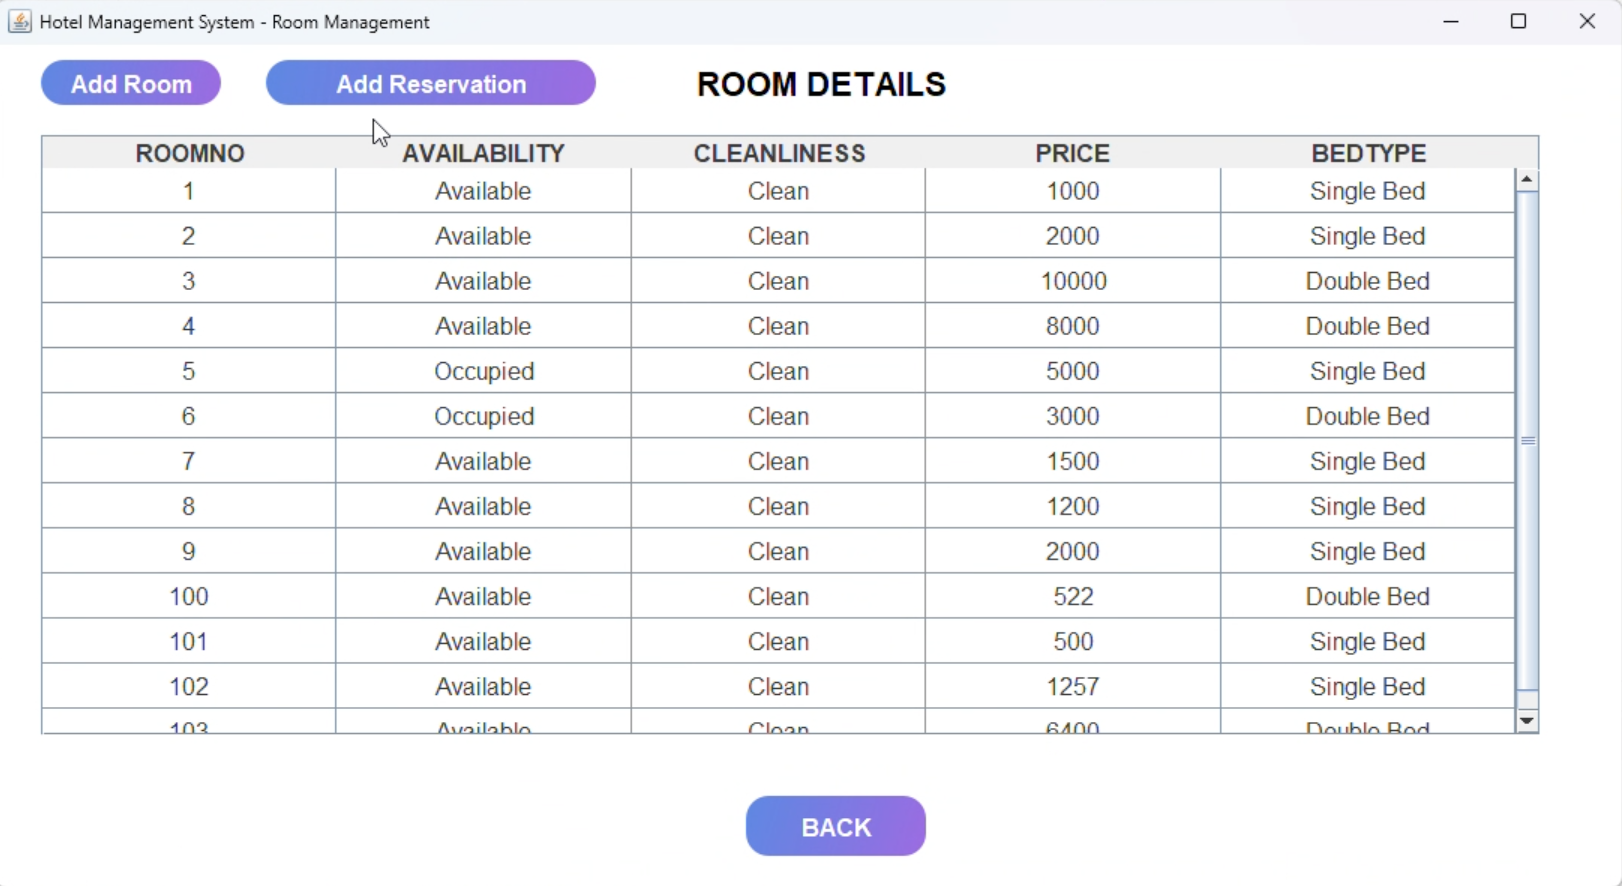 Hotel Management System - Room Management
Add Room Add Reservation ROOM DETAILS
ROOMNO AVAILABILITY CLEANLINESS PRICE BEDTYPE
1 Available Clean 1000 Single Bed
2 Available Clean 2000 Single Bed
3 Available Clean 10000 Double Bed
4 Available Clean 8000 Double Bed
5 Occupied Clean 5000 Single Bed
6 Occupied Clean 3000 Double Bed
7 Available Clean 1500 Single Bed
8 Available Clean 1200 Single Bed
9 Available Clean 2000 Single Bed
100 Available Clean 522 Double Bed
101 Available Clean 500 Single Bed
102 Available Clean 1257 Single Bed
103 Available Clean 6400 Double Bed
BACK